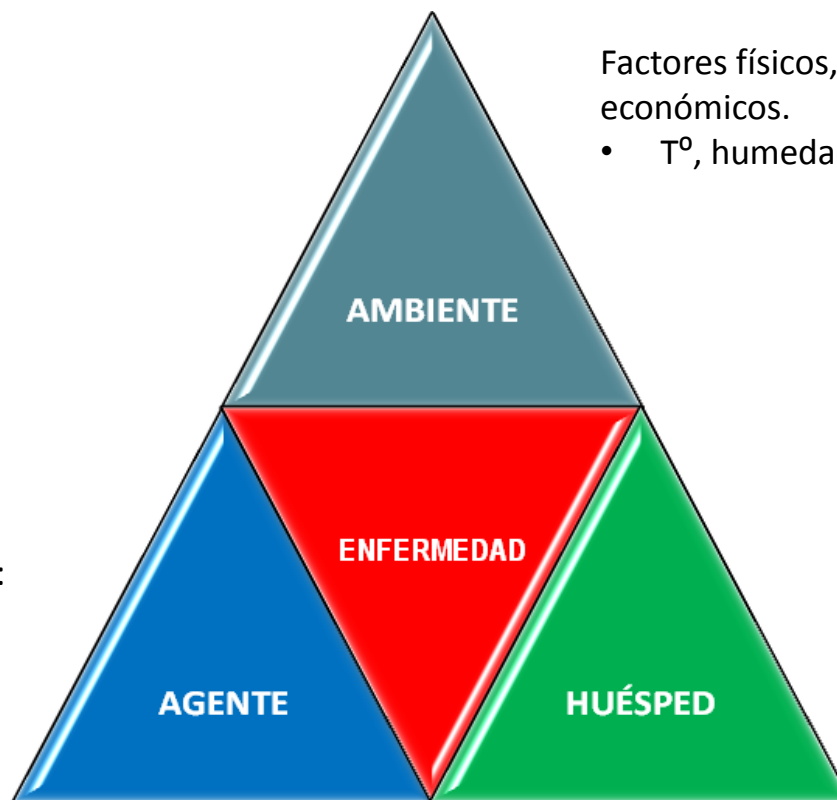 Factores físicos,
económicos.
• Tº, humeda
AMBIENTE
ENFERMEDAD
:
AGENTE
HUÉSPED